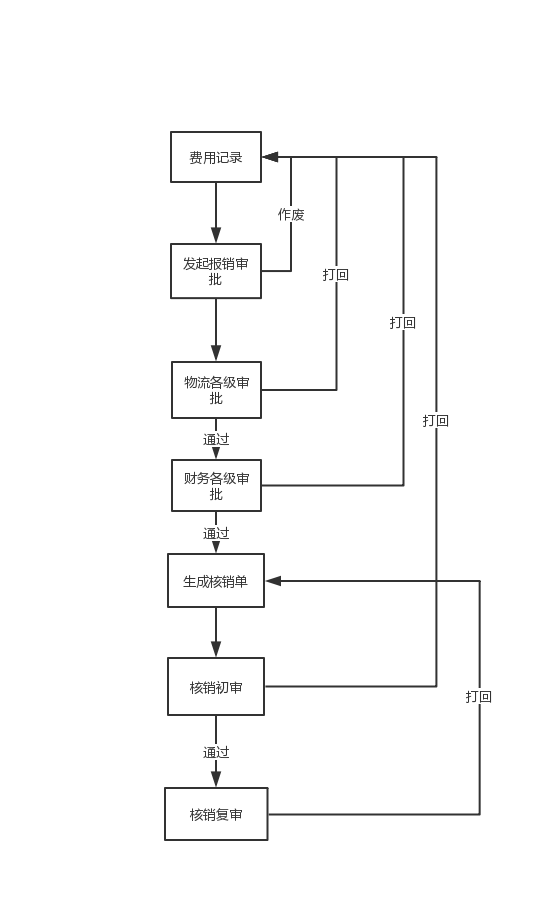 费用记录
作废
发起报销审
批
打回
打回
物流各级审
批
打回
通过
财务各级审
批
通过
生成核销单
核销初审
打回
通过
核销复审